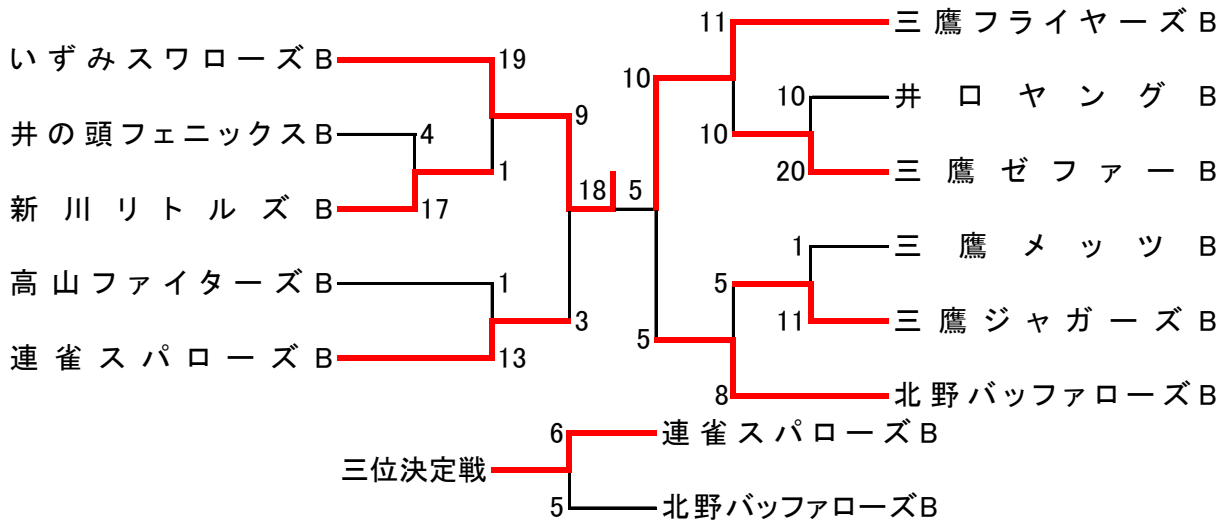 いずみスワローズB
19
井の頭フェニックスB
4
9
1
新川リトルズB
17
18
高山ファイターズB
1
3
連雀スパローズB
13
11
三鷹フライヤーズB
10
10
井口ヤングB
10
20
三鷹ゼファーB
5
1
三鷹メッツB
5
11
三鷹ジャガーズB
5
8
北野バッファローズB
6
連雀スパローズB
三位決定戦
5
北野バッファローズB